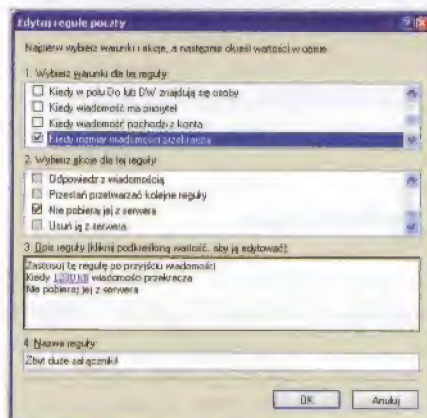 Edytuj regułę poczty
Najpierw wybierz warunki i akcje, a następnie określ wartości w opisie.
1. Wybierz warunki dla tej reguły:
Kiedy w polu Do lub DW znajdują się osoby
Kiedy wiadomość ma priorytet
Kiedy wiadomość pochodzi z konta
Kiedy rozmiar wiadomości przekracza
2. Wybierz akcje dla tej reguły:
Odpowiedz z wiadomością
Przestań przetwarzać kolejne reguły
Nie pobieraj jej z serwera
Usuń ją z serwera
3. Opis reguły (kliknij podkreśloną wartość, aby ją edytować):
Zastosuj tę regułę po przyjściu wiadomości
Kiedy KB wiadomości przekracza
Nie pobieraj jej z serwera
4. Nazwa reguły:
Zbyt duże załączniki!
OK Anuluj